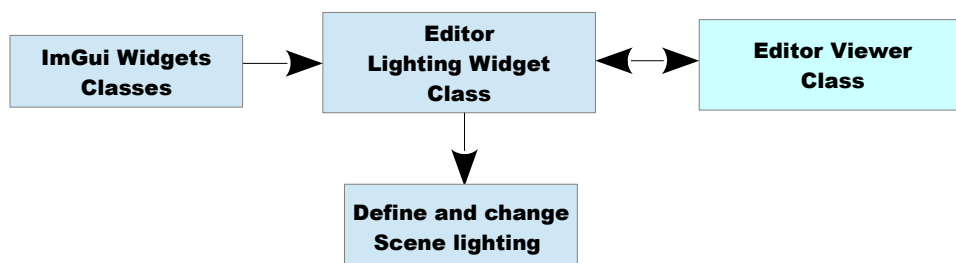 ImGui Widgets
Classes
Editor
Lighting Widget
Class
Editor Viewer
Class
Define and change
Scene lighting